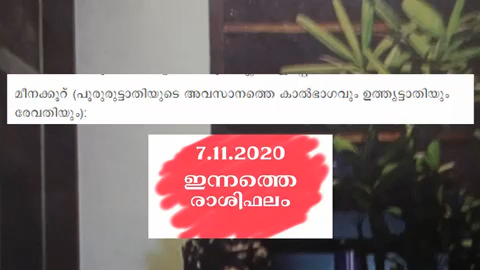 മീനക്കൂറ് (പൂരുരുട്ടാതിയുടെ അവസാനത്തെ കാൽഭാഗവും ഉത്തൃട്ടാതിയും
രേവതിയും):
7.11.2020
ഇന്നത്തെ
രാശിഫലം